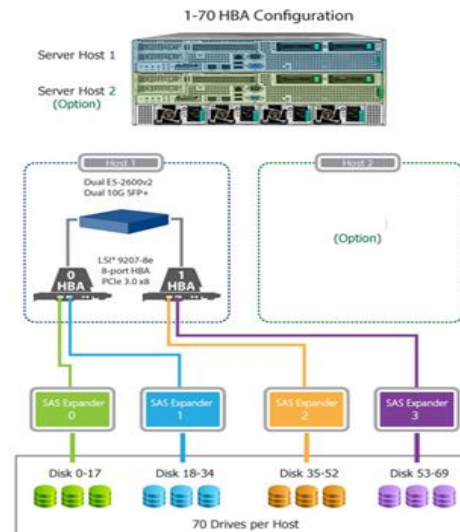 1-70 HBA Configuration
Server Host 1
Server Host 2
(Option)
Host 1
Host 2
Dual E5-2600v2
Dual 10G SFP+
(Option)
LSI* 9207-8e
8-port HBA
PCIe 3.0 x8
0
HBA
1
HBA
SAS Expander
0
SAS Expander
1
SAS Expander
2
SAS Expander
3
Disk 0-17
Disk 18-34
Disk 35-52
Disk 53-69
70 Drives per Host